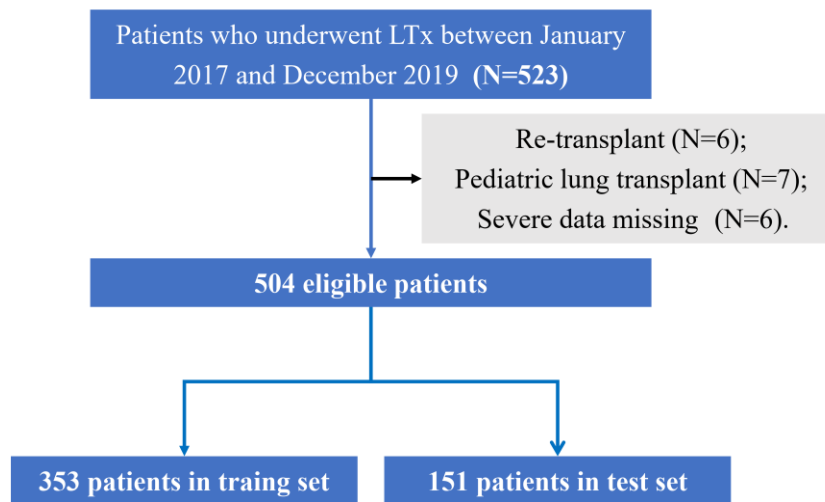 Patients who underwent LTx between January
2017 and December 2019 (N=523)
Re-transplant (N=6);
Pediatric lung transplant (N=7);
Severe data missing (N=6).
504 eligible patients
353 patients in traing set
151 patients in test set